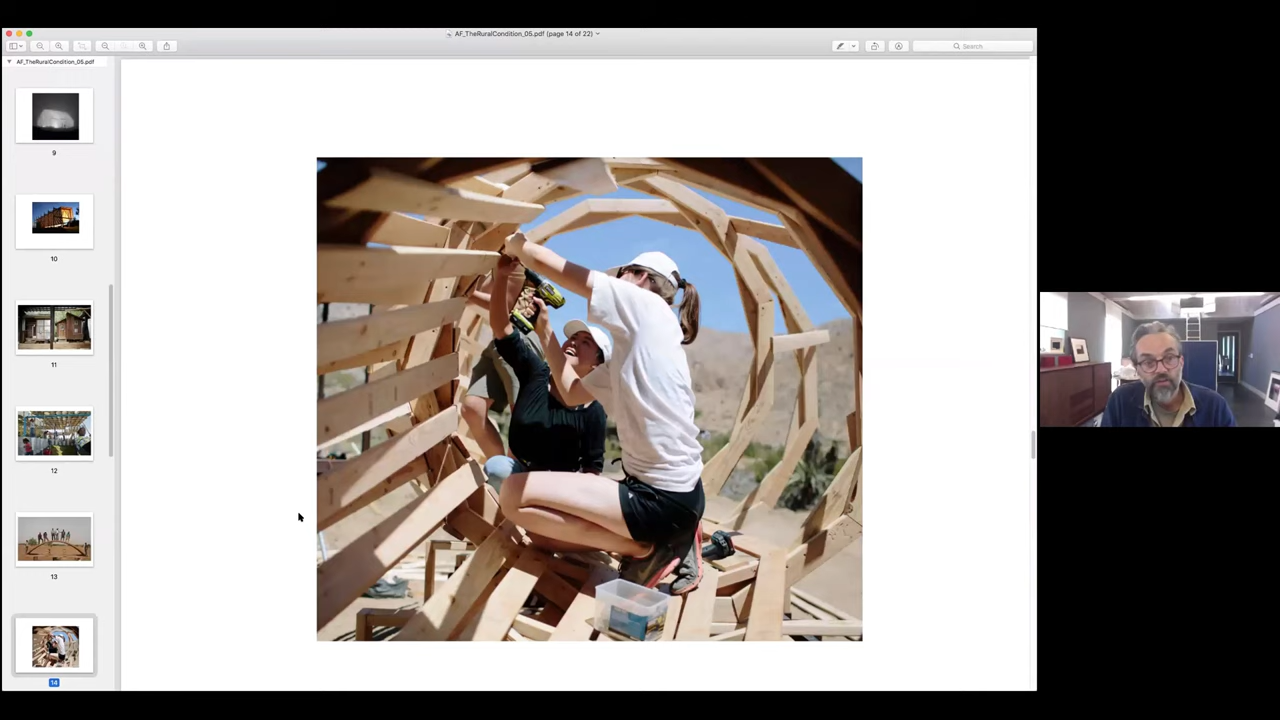 AF_TheRuralCondition_05.pdf (page 14 of 22)
Search
AF_TheRuralCondition_05.pdf
9
10
11
12
13
14